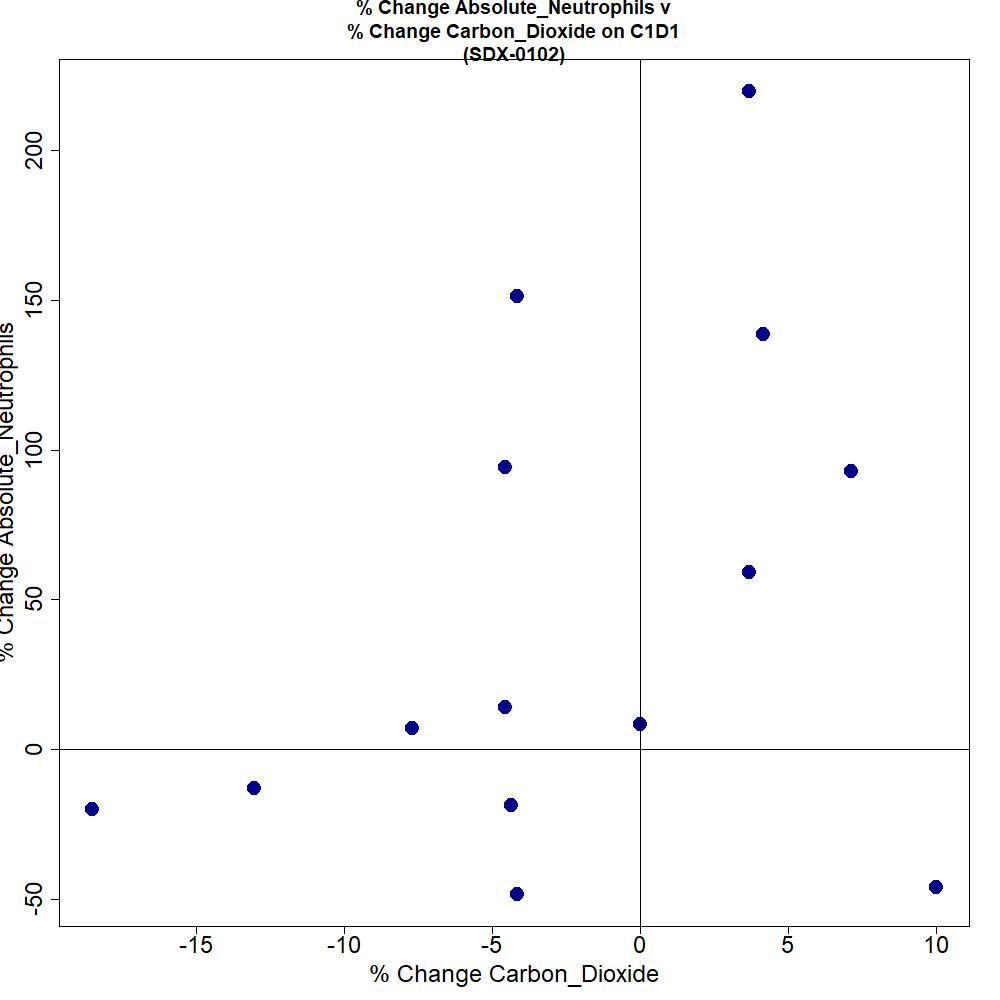 % Change Absolute_Neutrophils v
% Change Carbon_Dioxide on C1D1
(SDX-0102)
% Change Absolute_Neutrophils
200
150
100
50
0
-50
-15
-10
-5
0
5
10
% Change Carbon_Dioxide